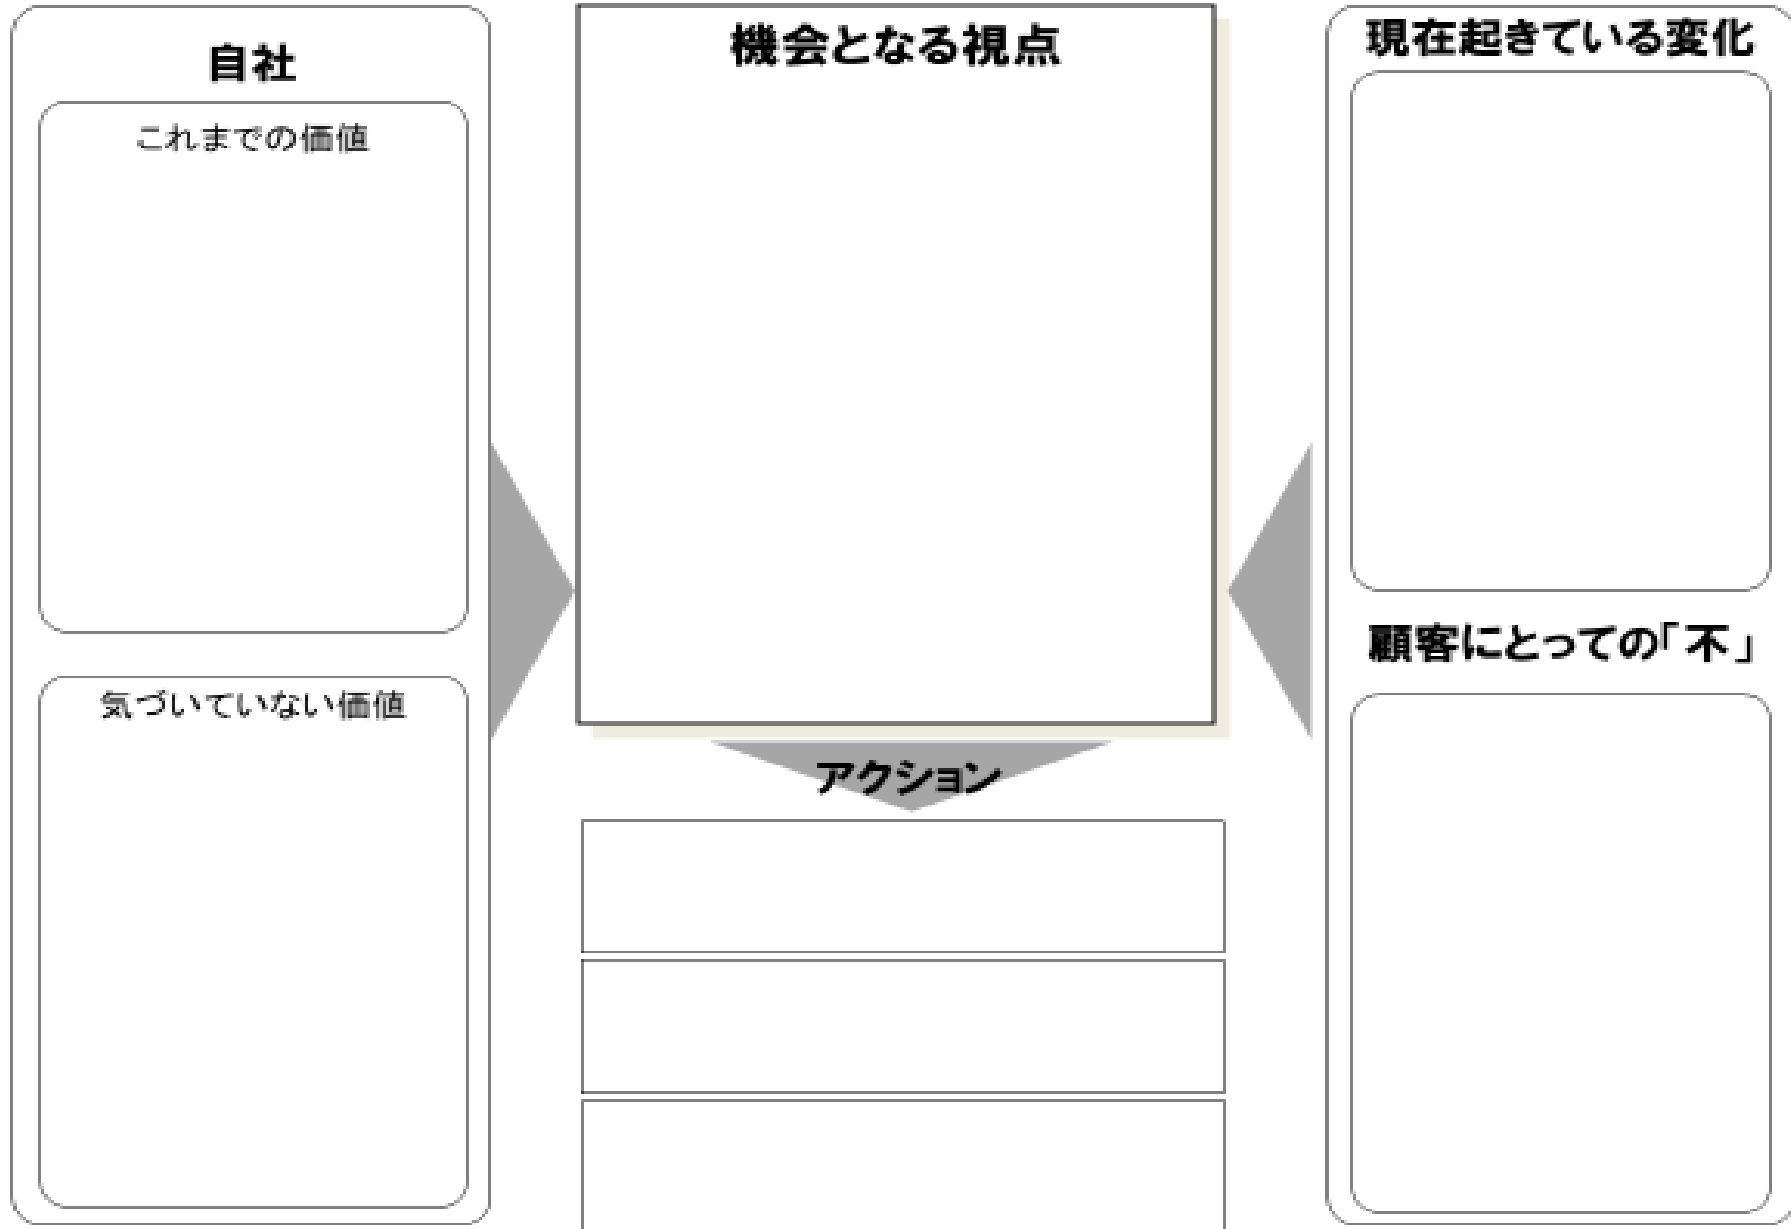 自社
これまでの価値
気づいていない価値
機会となる視点
アクション
現在起きている変化
顧客にとっての「不」